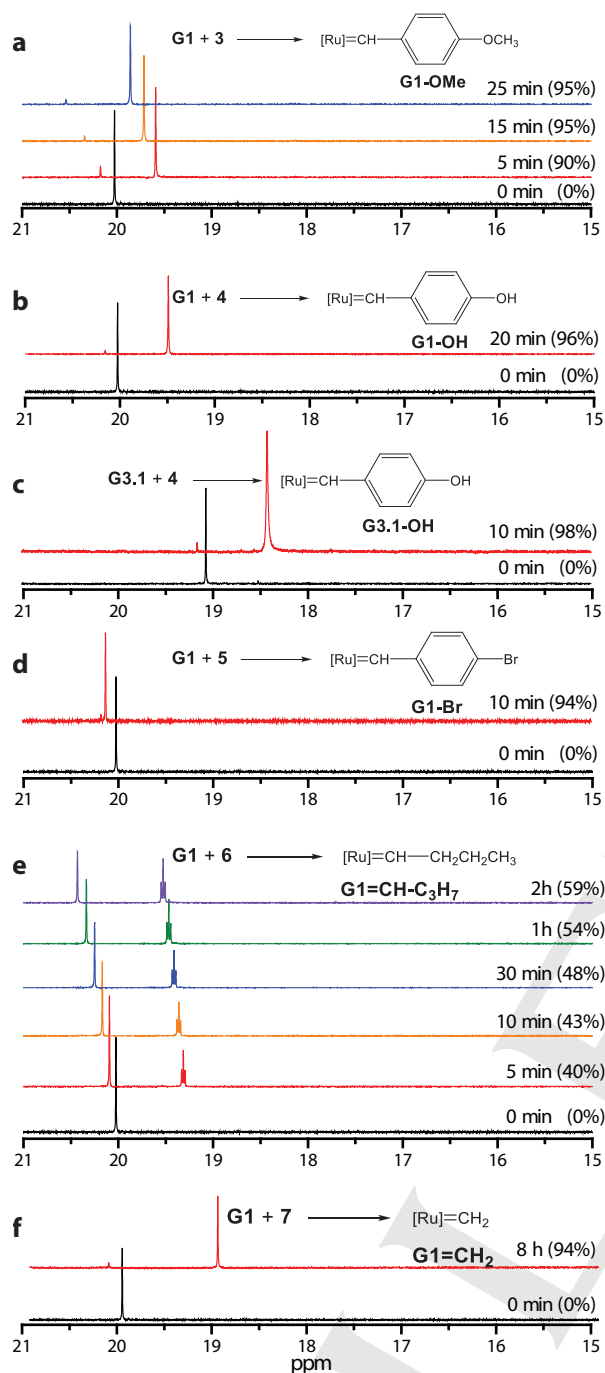 a
G1 + 3
[Ru]=CH
OCH₃
G1-OMe
25 min (95%)
15 min (95%)
5 min (90%)
0 min (0%)
21 20 19 18 17 16 15
b
G1 + 4
[Ru]=CH
OH
G1-OH
20 min (96%)
0 min (0%)
21 20 19 18 17 16 15
c
G3.1 + 4
[Ru]=CH
OH
G3.1-OH
10 min (98%)
0 min (0%)
21 20 19 18 17 16 15
d
G1 + 5
[Ru]=CH
Br
G1-Br
10 min (94%)
0 min (0%)
21 20 19 18 17 16 15
e
G1 + 6
[Ru]=CH—CH₂CH₂CH₃
G1=CH-C₃H₇
2h (59%)
1h (54%)
30 min (48%)
10 min (43%)
5 min (40%)
0 min (0%)
21 20 19 18 17 16 15
f
G1 + 7
[Ru]=CH₂
G1=CH₂
8 h (94%)
0 min (0%)
21 20 19 18 17 16 15
ppm